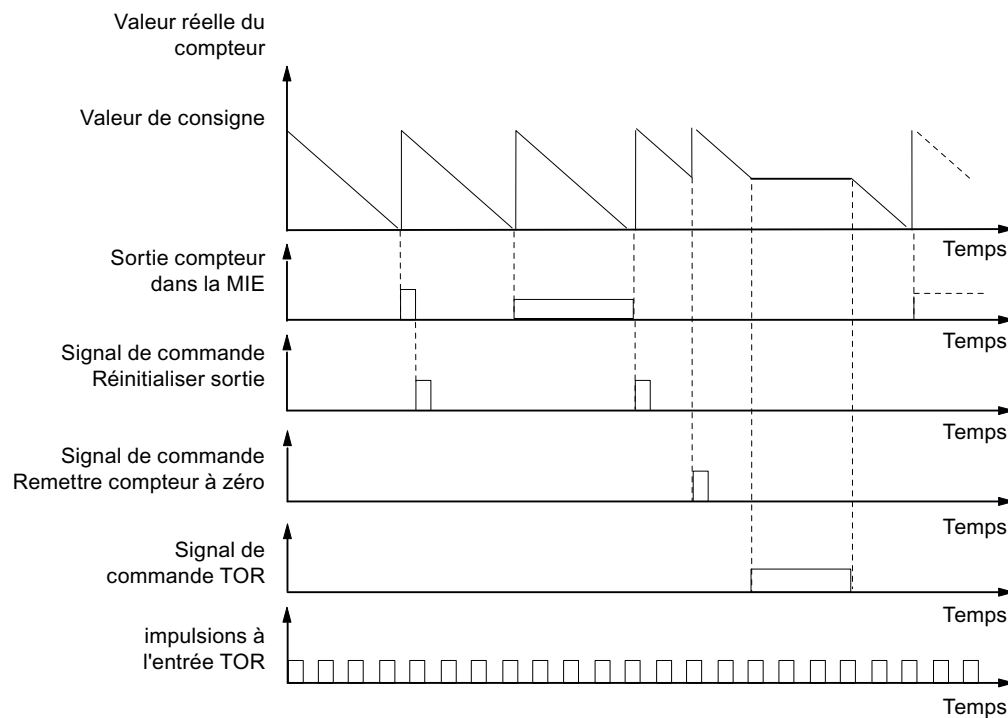 Valeur réelle du
compteur
Valeur de consigne
Temps
Sortie compteur
dans la MIE
Temps
Signal de commande
Réinitialiser sortie
Temps
Signal de commande
Remettre compteur à zéro
Temps
Signal de
commande TOR
Temps
impulsions à
l'entrée TOR
Temps